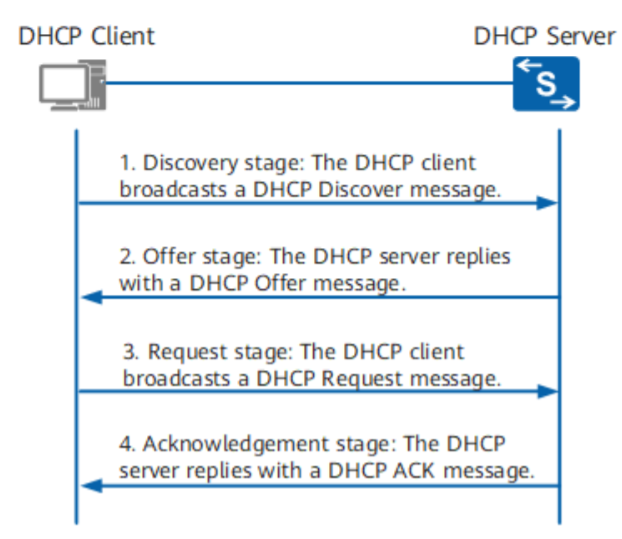 DHCP Client
DHCP Server
S
1. Discovery stage: The DHCP client
broadcasts a DHCP Discover message.
2. Offer stage: The DHCP server replies
with a DHCP Offer message.
3. Request stage: The DHCP client
broadcasts a DHCP Request message.
4. Acknowledgement stage: The DHCP
server replies with a DHCP ACK message.